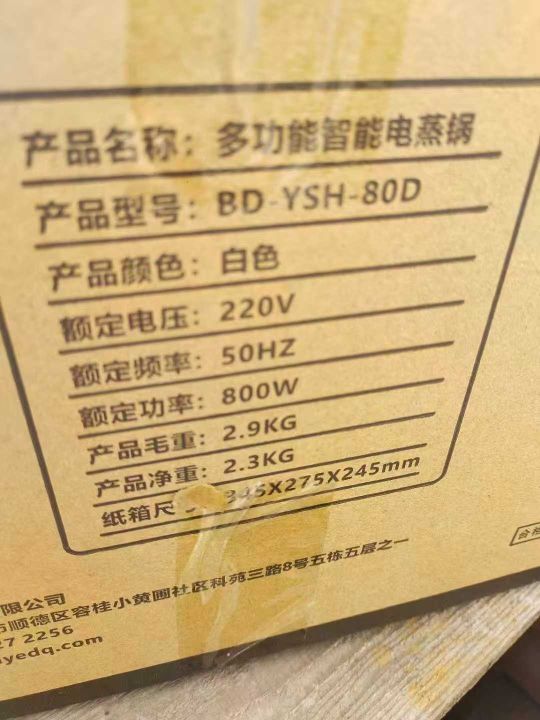 产品名称：多功能智能电蒸锅
产品型号：BD-YSH-80D
产品颜色：白色
额定电压：220V
额定频率：50HZ
额定功率：800W
产品毛重：2.9KG
产品净重：2.3KG
纸箱尺 345X275X245mm
限公司
顺德区容桂小黄圃社区科苑三路8号五栋五层之一
27 2256
yedq.com
合格